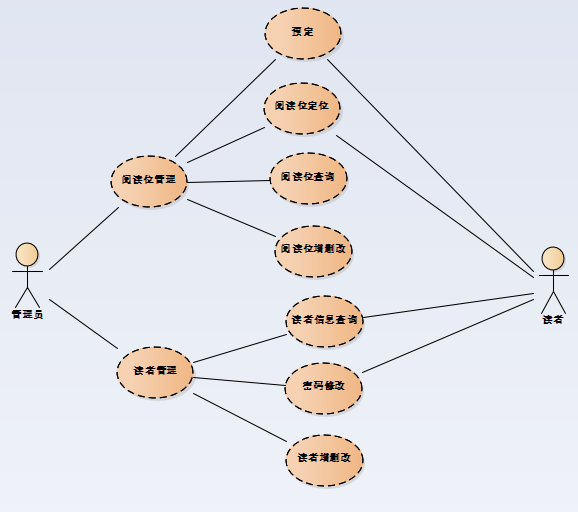 预定
阅读位定位
阅读位管理
阅读位查询
阅读位增删改
管理员
读者
读者信息查询
读者管理
密码修改
读者增删改